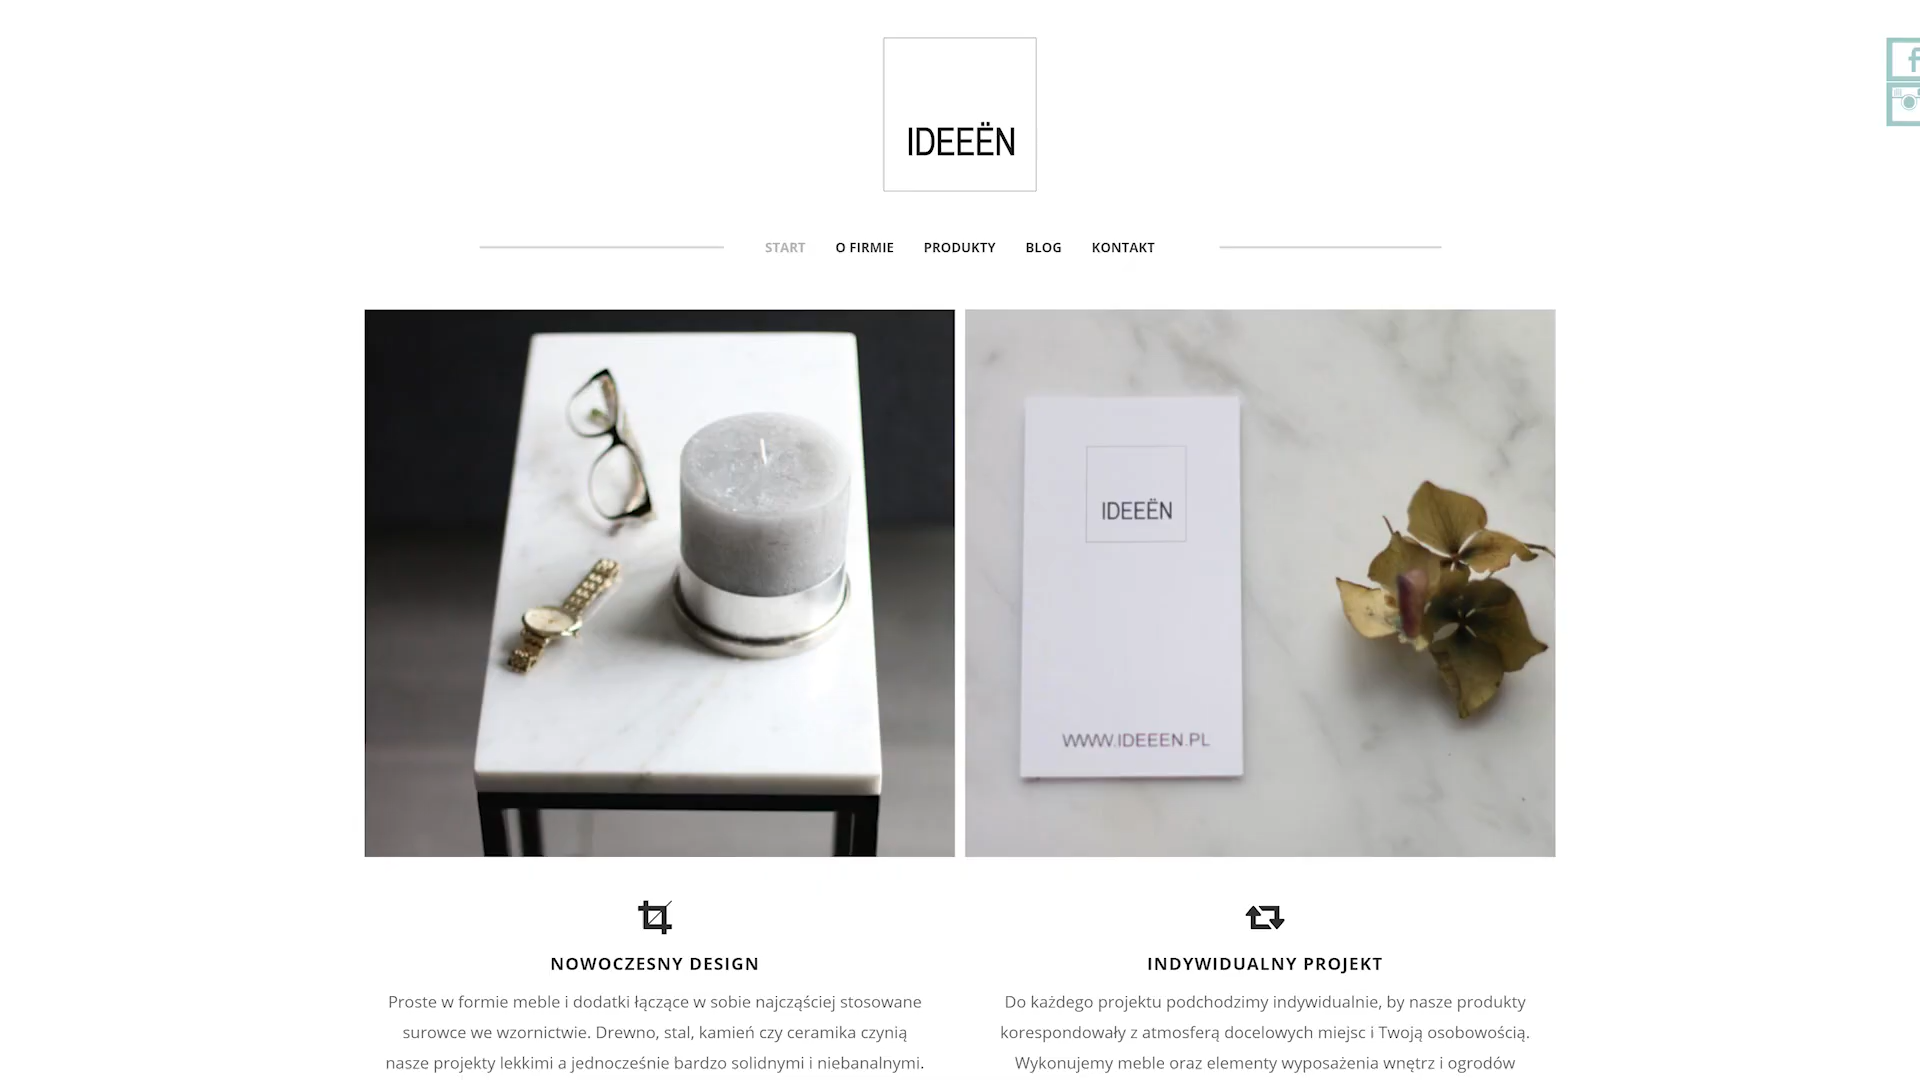 IDEEËN
START O FIRMIE PRODUKTY BLOG KONTAKT
IDEEËN
WWW.IDEEEN.PL
NOWOCZESNY DESIGN
Proste w formie meble i dodatki łączące w sobie najcząściej stosowane
surowce we wzornictwie. Drewno, stal, kamień czy ceramika czynią
nasze projekty lekkimi a jednocześnie bardzo solidnymi i niebanalnymi.
INDYWIDUALNY PROJEKT
Do każdego projektu podchodzimy indywidualnie, by nasze produkty
korespondowały z atmosferą docelowych miejsc i Twoją osobowością.
Wykonujemy meble oraz elementy wyposażenia wnętrz i ogrodów